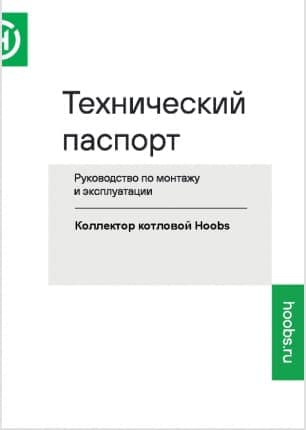 Технический
паспорт
Руководство по монтажу
и эксплуатации
Коллектор котловой Hoobs
hoobs.ru